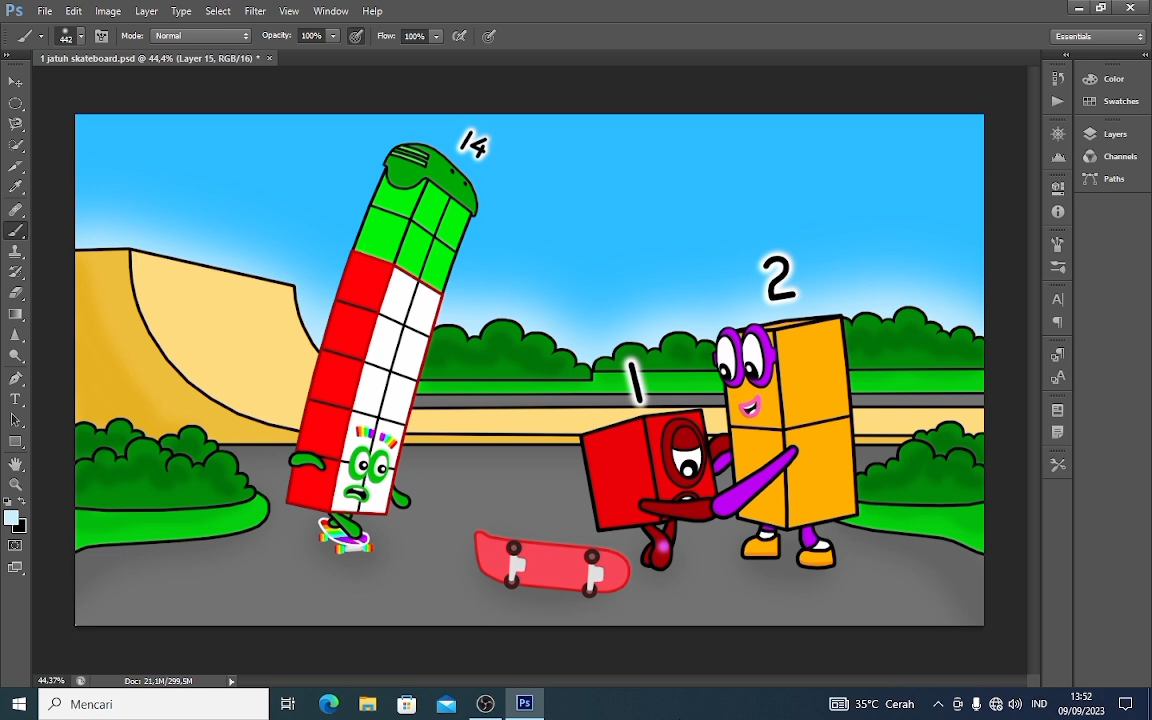 Ps File Edit Image Layer Type Select Filter View Window Help
442 Mode: Normal Opacity: 100% Flow: 100% Essentials
1 jatuh skateboard.psd @ 44,4% (Layer 15, RGB/16) * ×
Color
Swatches
Layers
Channels
Paths
14
2
1
44,37% Doc: 21,1M/299,5M
Mencari Ps 35°C Cerah IND 13:52
09/09/2023